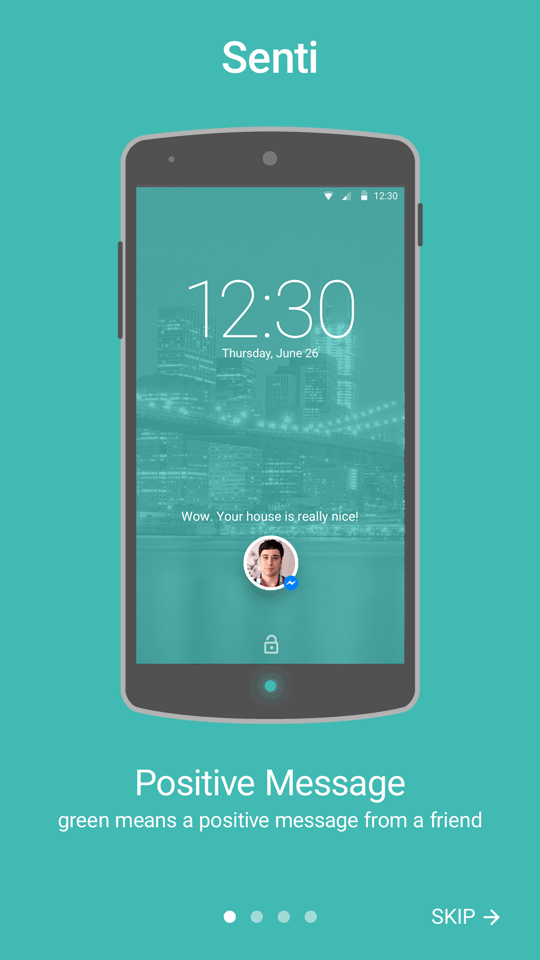 Senti
12:30
12:30
Thursday, June 26
Wow. Your house is really nice!
Positive Message
green means a positive message from a friend
SKIP →